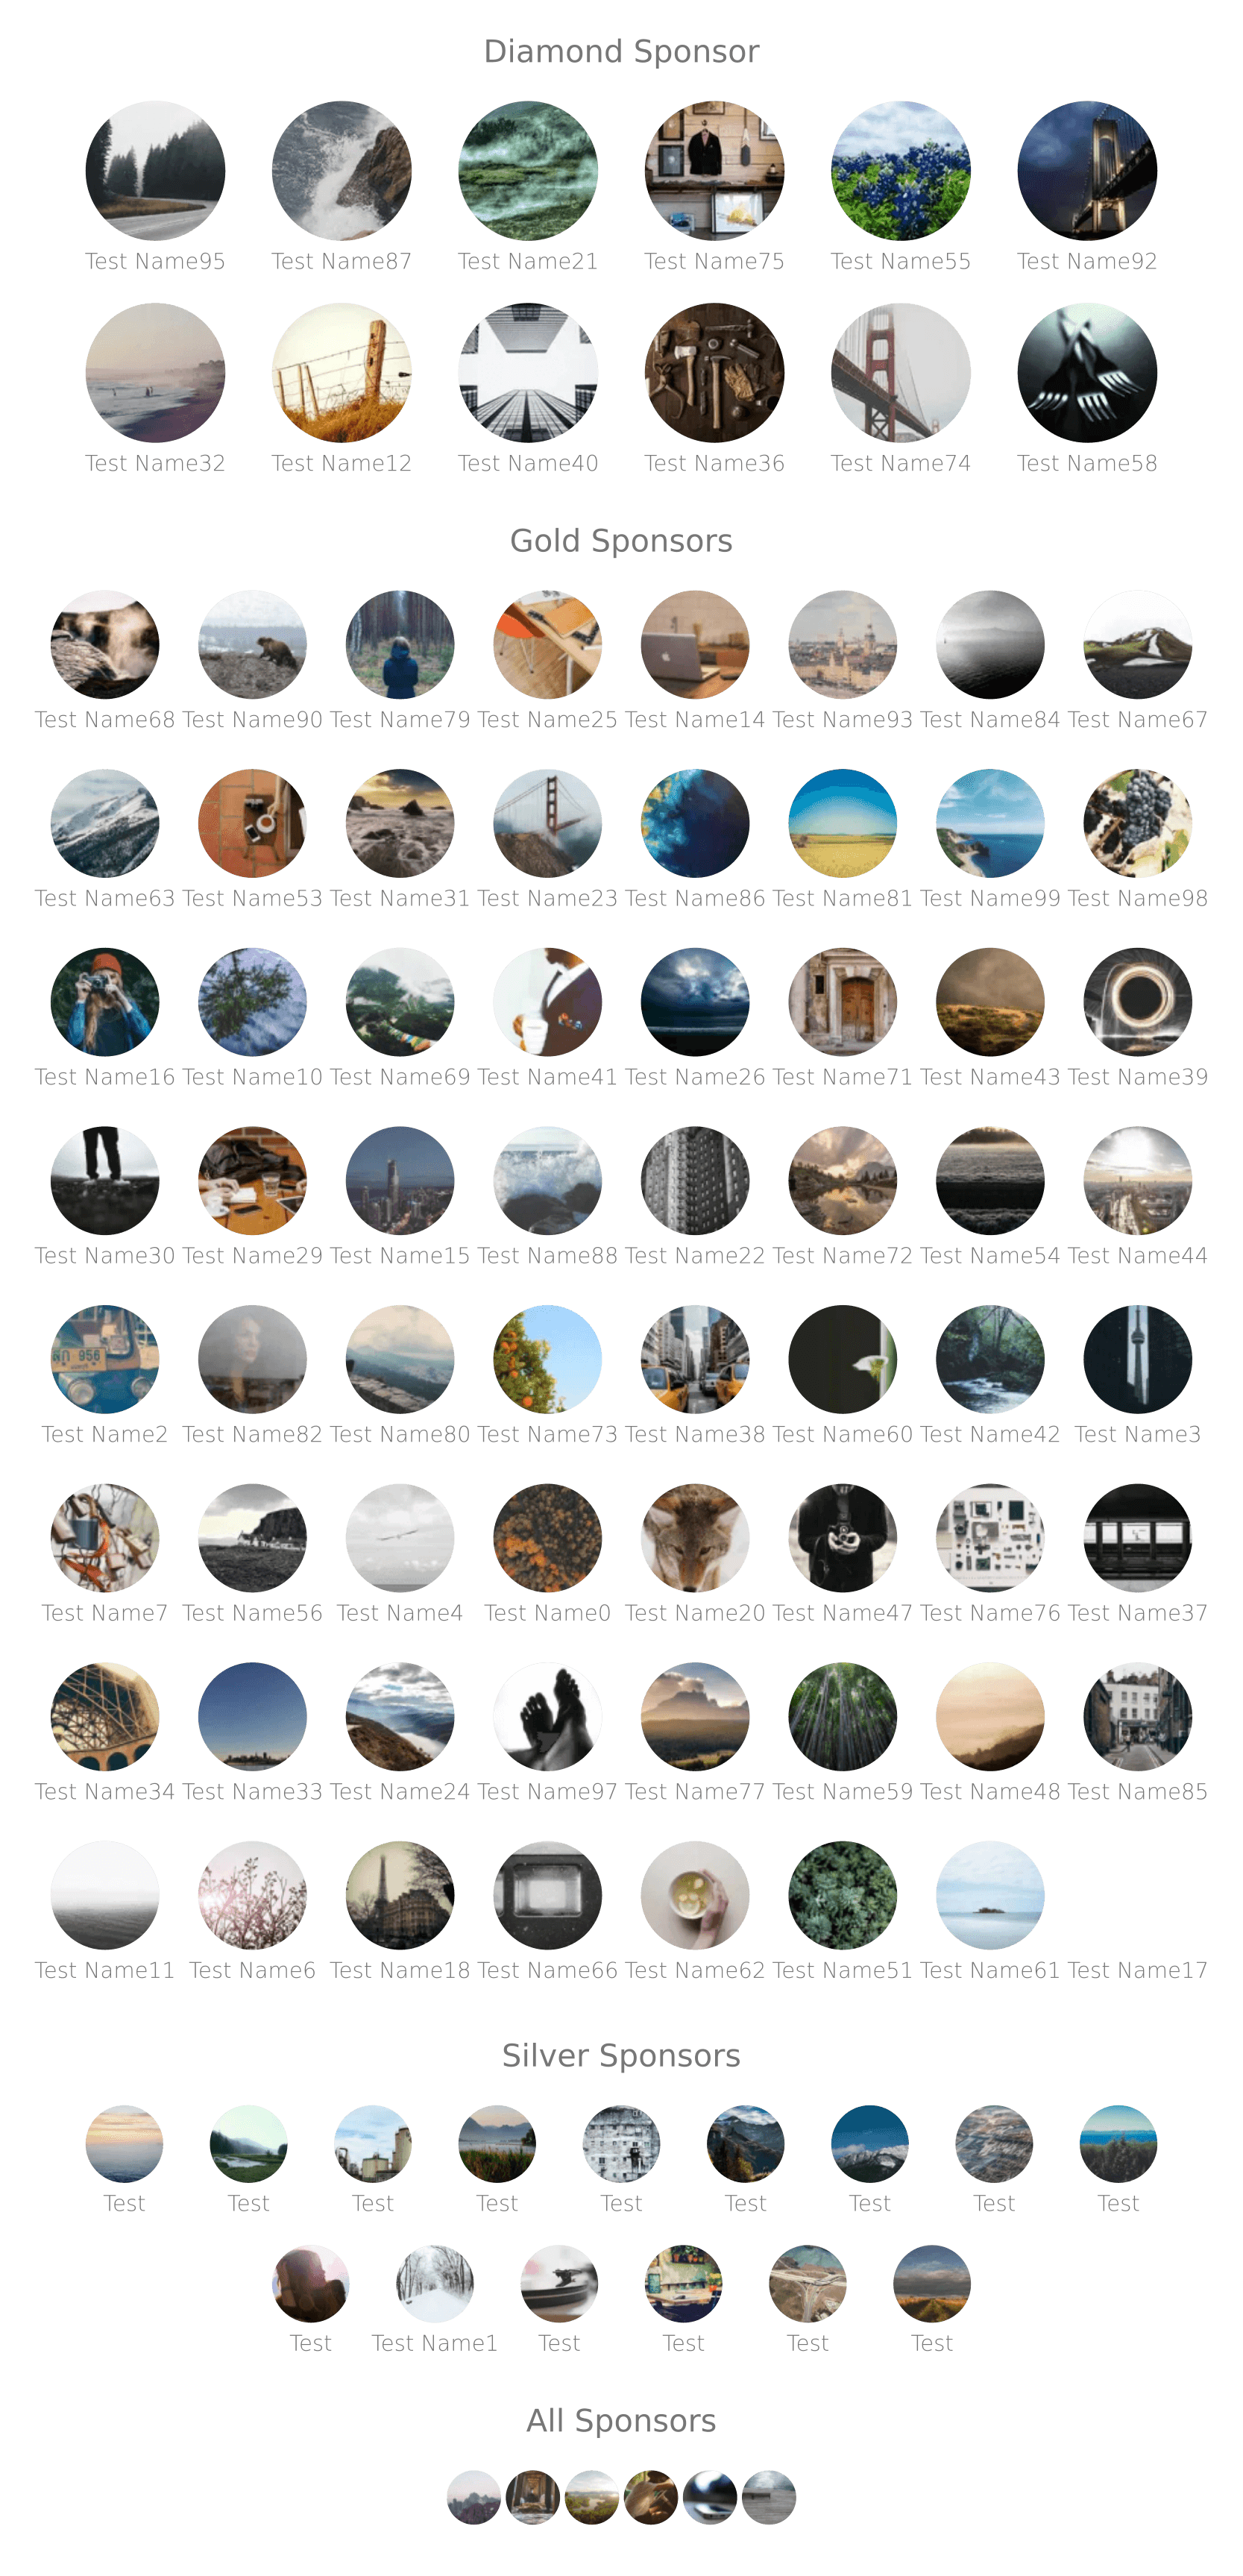 Diamond Sponsor
Test Name95 Test Name87 Test Name21 Test Name75 Test Name55 Test Name92
Test Name32 Test Name12 Test Name40 Test Name36 Test Name74 Test Name58
Gold Sponsors
Test Name68 Test Name90 Test Name79 Test Name25 Test Name14 Test Name93 Test Name84 Test Name67
Test Name63 Test Name53 Test Name31 Test Name23 Test Name86 Test Name81 Test Name99 Test Name98
Test Name16 Test Name10 Test Name69 Test Name41 Test Name26 Test Name71 Test Name43 Test Name39
Test Name30 Test Name29 Test Name15 Test Name88 Test Name22 Test Name72 Test Name54 Test Name44
956
Test Name2 Test Name82 Test Name80 Test Name73 Test Name38 Test Name60 Test Name42 Test Name3
Test Name7 Test Name56 Test Name4 Test Name0 Test Name20 Test Name47 Test Name76 Test Name37
Test Name34 Test Name33 Test Name24 Test Name97 Test Name77 Test Name59 Test Name48 Test Name85
Test Name11 Test Name6 Test Name18 Test Name66 Test Name62 Test Name51 Test Name61 Test Name17
Silver Sponsors
Test Test Test Test Test Test Test Test Test
Test Test Name1 Test Test Test Test
All Sponsors